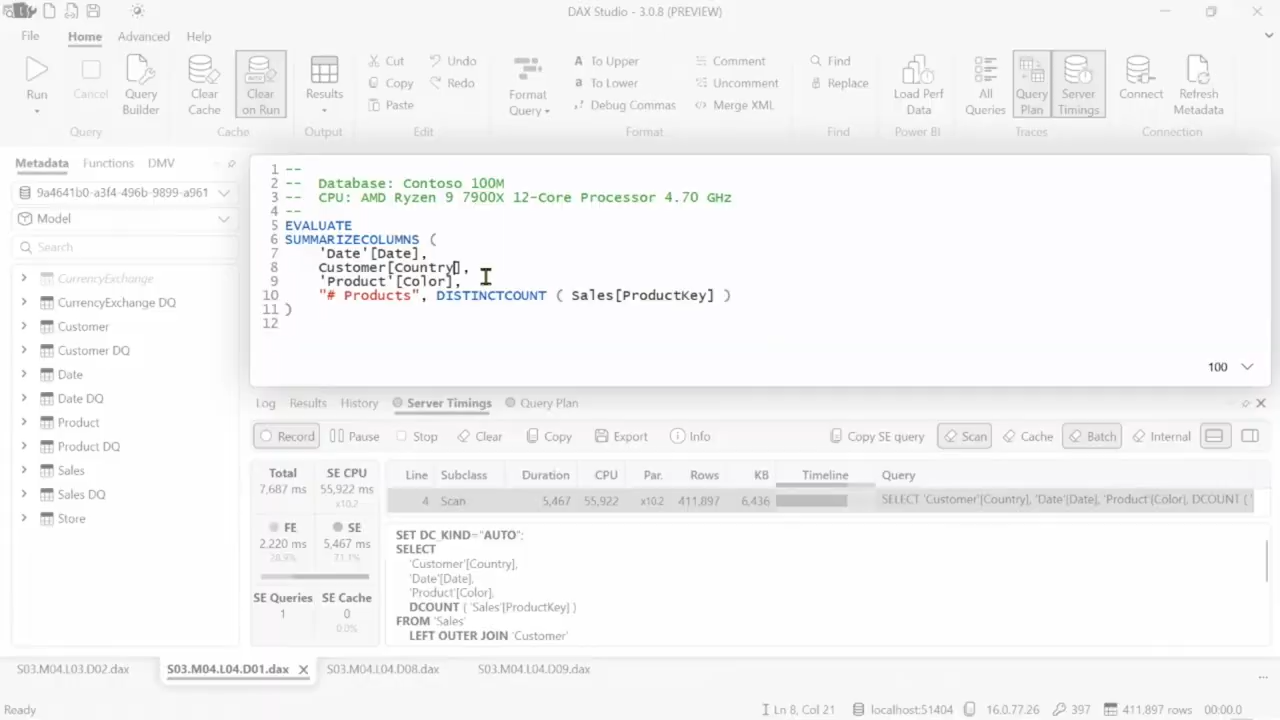 DAX Studio - 3.0.8 (PREVIEW)
File Home Advanced Help
Run
Cancel
Query Builder
Clear Cache
AUTO
Clear on Run
Results
Cut
Copy
Paste
Undo
Redo
Format Query
A To Upper
a To Lower
Debug Commas
Comment
Uncomment
Merge XML
Find
Replace
Load Perf Data
All Queries
Query Plan
Server Timings
Connect
Refresh Metadata
Query Cache Output Edit Format Find Power BI Traces Connection
Metadata Functions DMV
9a4641b0-a3f4-496b-9899-a961
Model
Search
CurrencyExchange
CurrencyExchange DQ
Customer
Customer DQ
Date
Date DQ
Product
Product DQ
Sales
Sales DQ
Store
1 --
2 -- Database: Contoso 100M
3 -- CPU: AMD Ryzen 9 7900X 12-Core Processor 4.70 GHz
4 --
5 EVALUATE
6 SUMMARIZECOLUMNS (
7 'Date'[Date],
8 Customer[Country],
9 'Product'[Color],
10 "# Products", DISTINCTCOUNT ( Sales[ProductKey] )
11 )
12
100
Log Results History Server Timings Query Plan
Record Pause Stop Clear Copy Export Info Copy SE query Scan Cache Batch Internal
Total SE CPU
7,687 ms 55,922 ms
x10.2
FE SE
2,220 ms 5,467 ms
28.9% 71.1%
SE Queries SE Cache
1 0
0.0%
Line Subclass Duration CPU Par. Rows KB Timeline Query
4 Scan 5,467 55,922 x10.2 411,897 6,436 SELECT 'Customer'[Country], 'Date'[Date], 'Product'[Color], DCOUNT ( '
SET DC_KIND="AUTO";
SELECT
'Customer'[Country],
'Date'[Date],
'Product'[Color],
DCOUNT ( 'Sales'[ProductKey] )
FROM 'Sales'
LEFT OUTER JOIN 'Customer'
S03.M04.L03.D02.dax S03.M04.L04.D01.dax S03.M04.L04.D08.dax S03.M04.L04.D09.dax
Ready Ln 8, Col 21 localhost:51404 16.0.77.26 397 411,897 rows 00:00.0